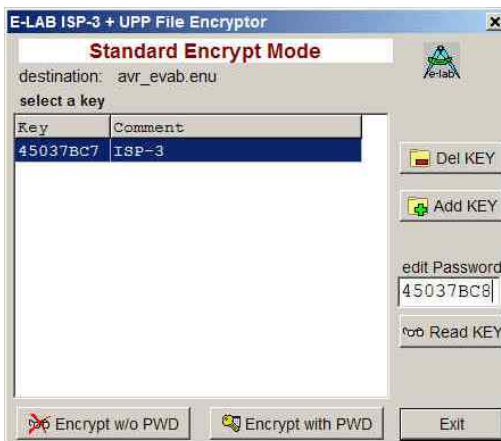 E-LAB ISP-3 + UPP File Encryptor
Standard Encrypt Mode
destination: avr_evab.enu
e-lab
select a key
Key Comment
45037BC7 ISP-3
Del KEY
Add KEY
edit Password
45037BC8
Read KEY
Encrypt w/o PWD
Encrypt with PWD
Exit